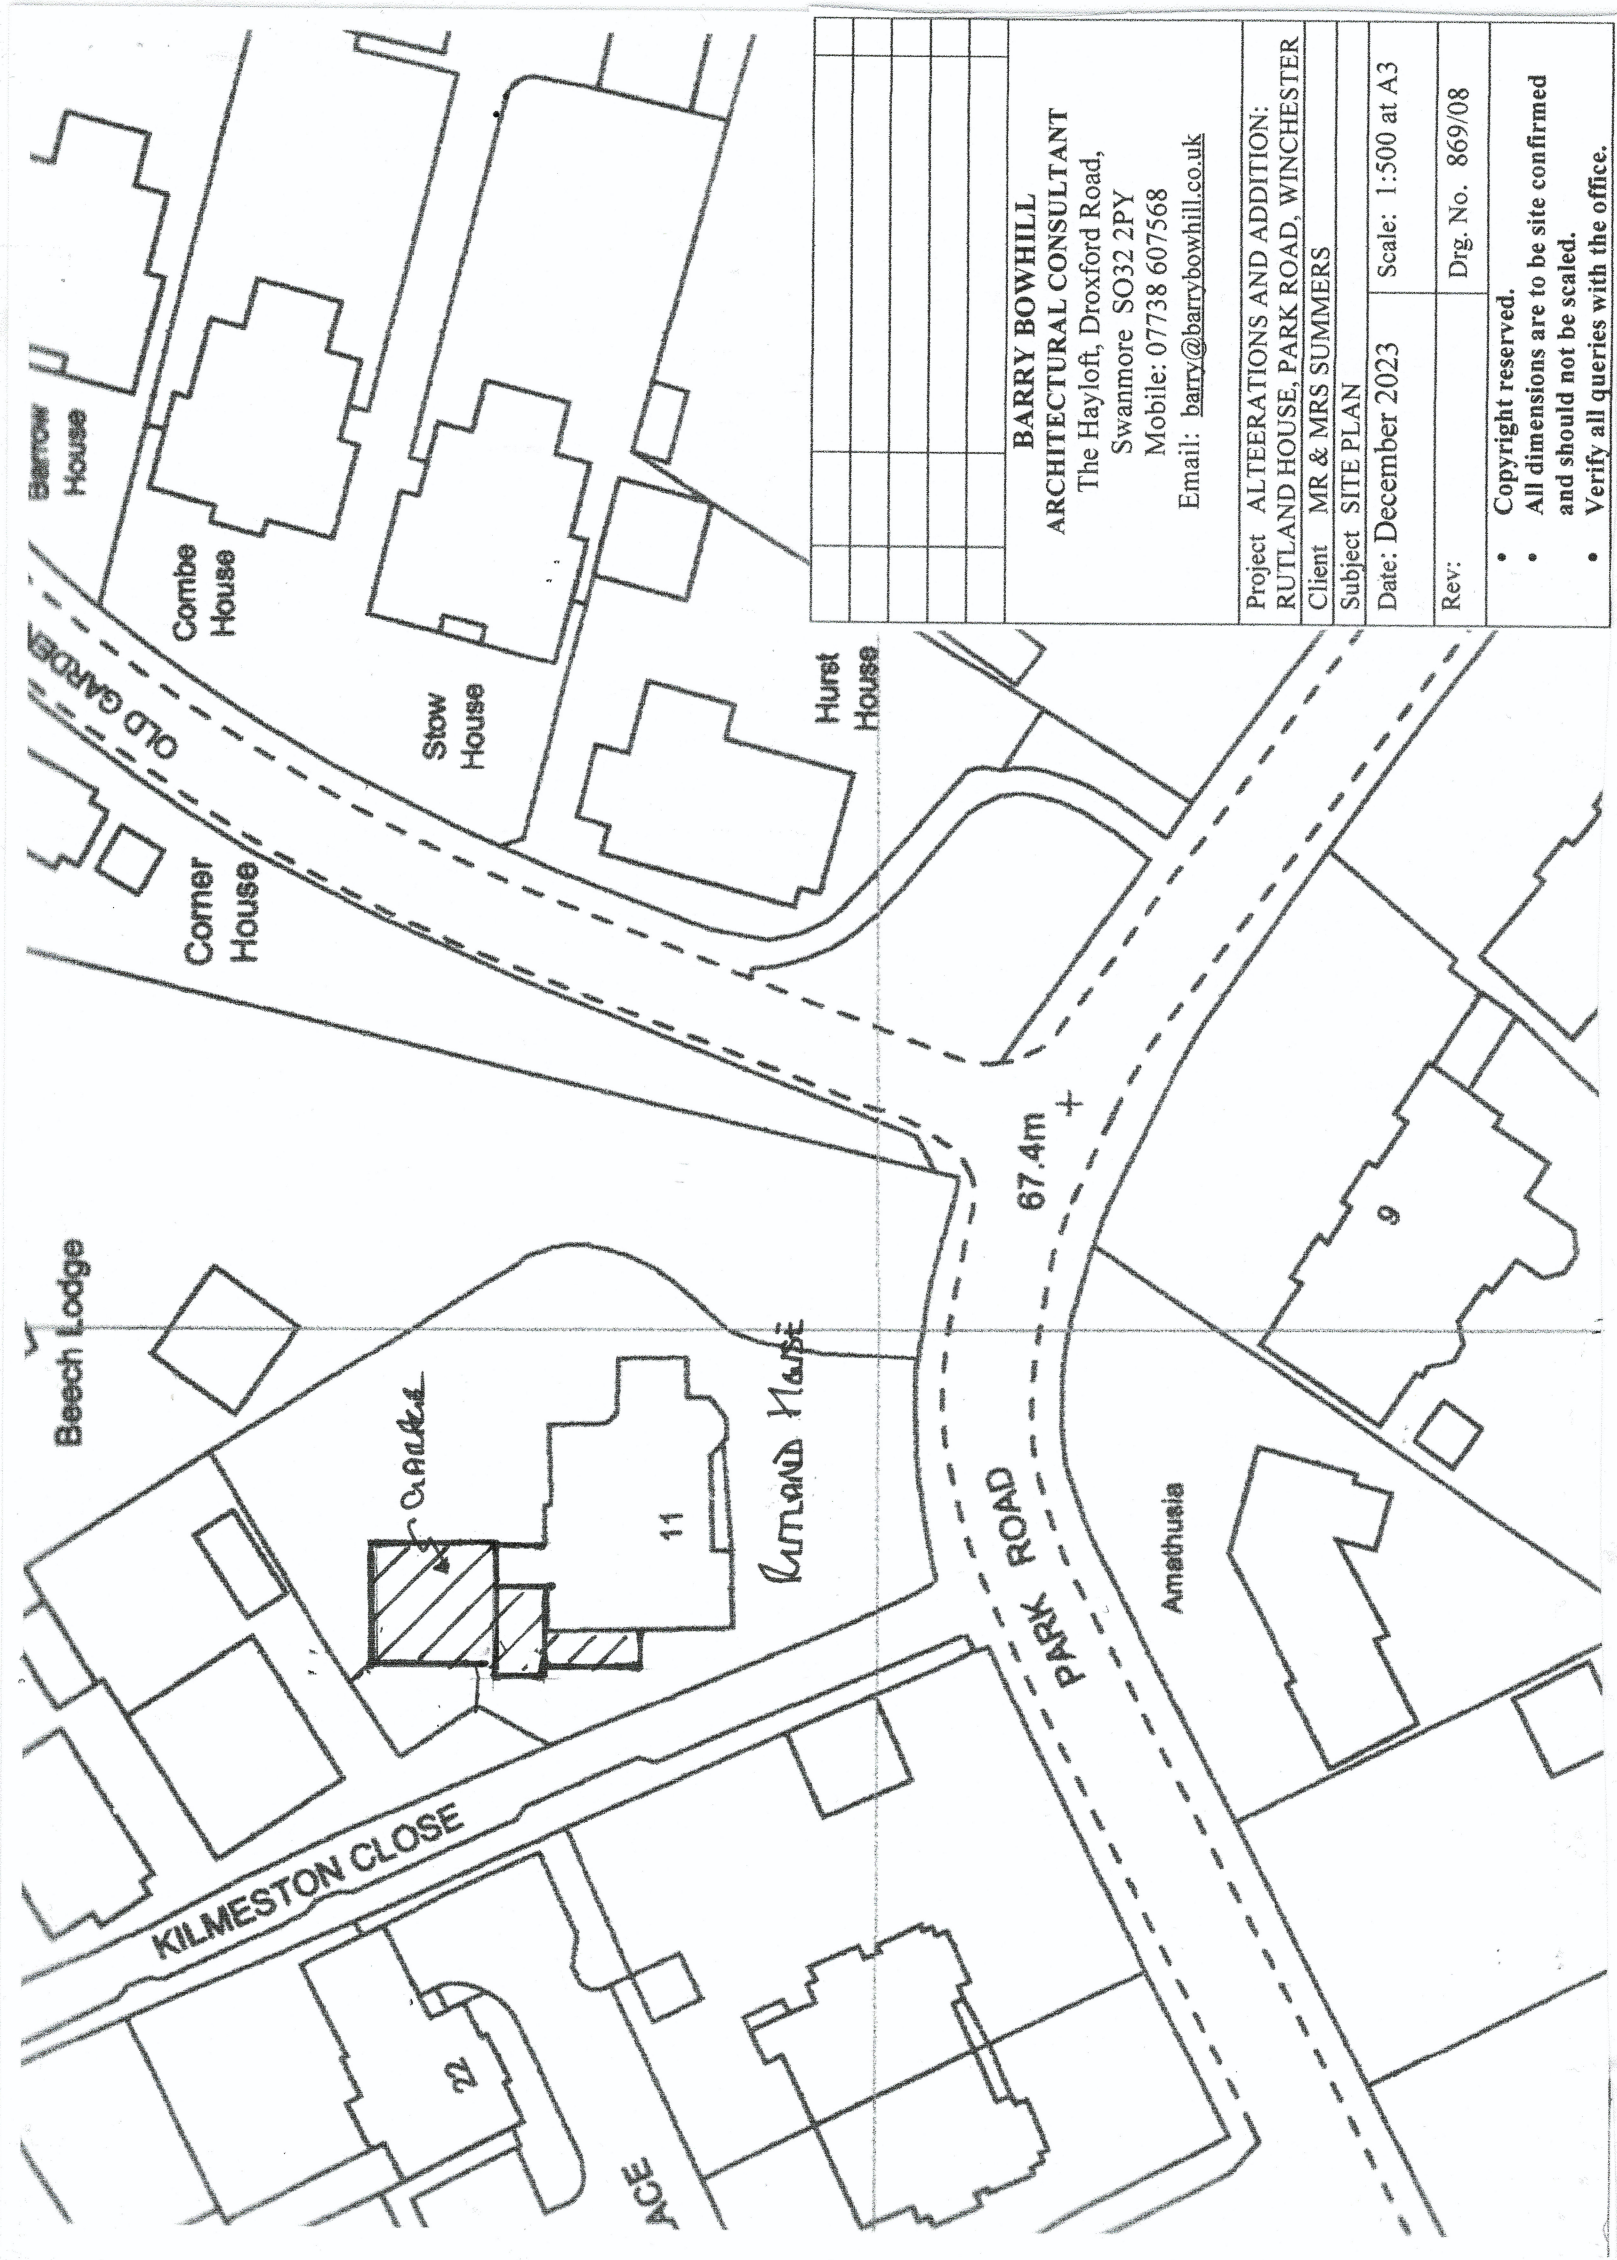 Barrow
House
Combe
House
Stow
House
Hurst
House
OLD GARDE
Corner
House
Beech Lodge
GARAGE
11
RUTLAND HOUSE
67.4m
PARK ROAD
9
Amathusia
KILMESTON CLOSE
22
ACE
BARRY BOWHILL
ARCHITECTURAL CONSULTANT
The Hayloft, Droxford Road,
Swanmore SO32 2PY
Mobile: 07738 607568
Email: barry@barrybowhill.co.uk
Project ALTEERATIONS AND ADDITION:
RUTLAND HOUSE, PARK ROAD, WINCHESTER
Client MR & MRS SUMMERS
Subject SITE PLAN
Date: December 2023 Scale: 1:500 at A3
Rev: Drg. No. 869/08
• Copyright reserved.
• All dimensions are to be site confirmed
and should not be scaled.
• Verify all queries with the office.